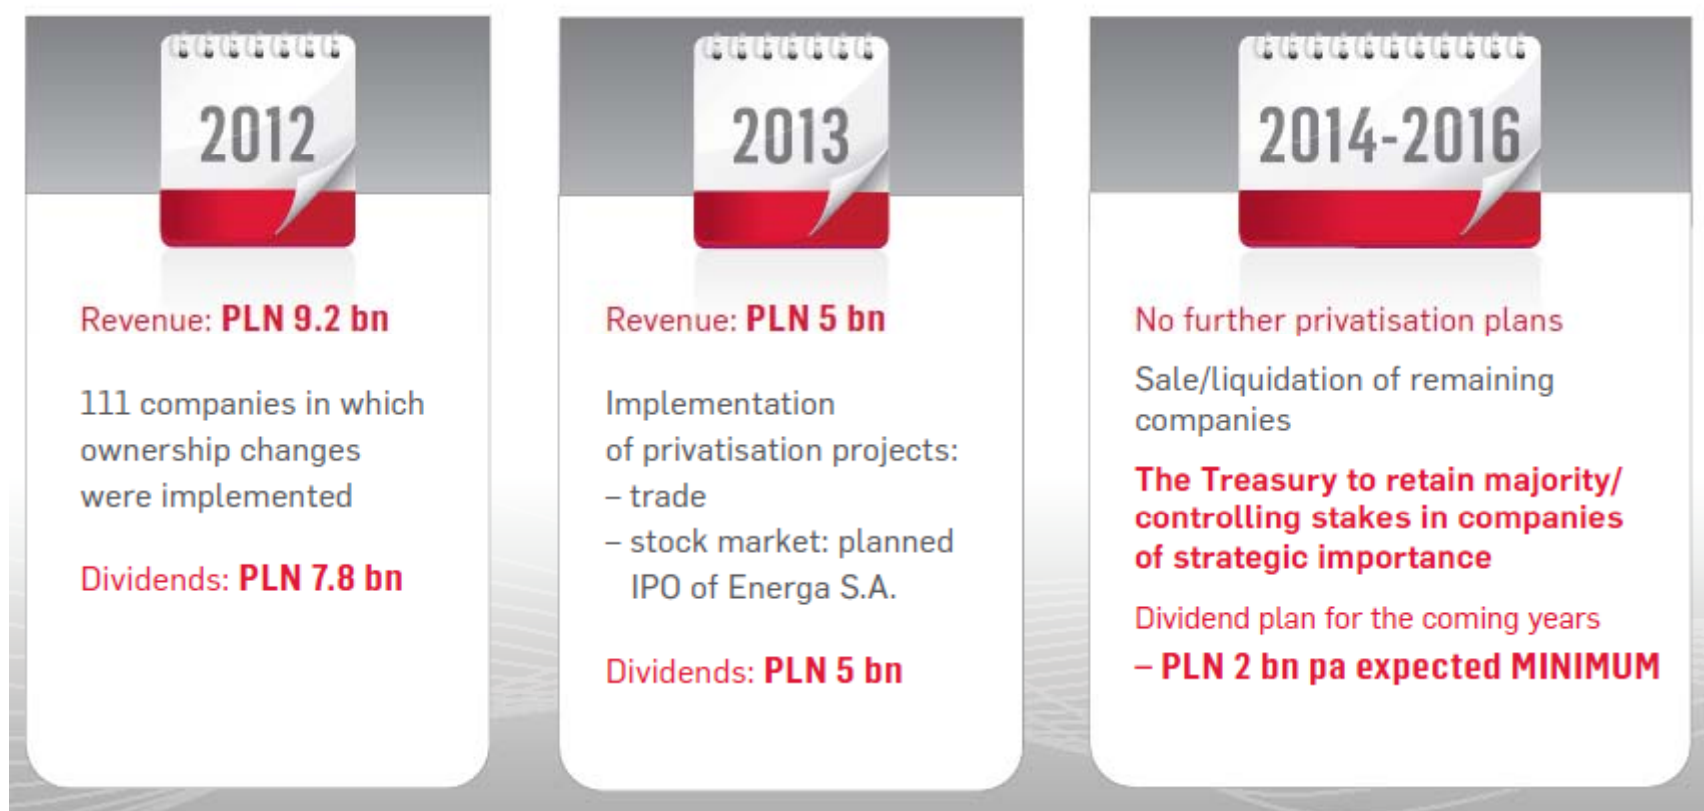 2012
Revenue: PLN 9.2 bn
111 companies in which
ownership changes
were implemented
Dividends: PLN 7.8 bn
2013
Revenue: PLN 5 bn
Implementation
of privatisation projects:
– trade
– stock market: planned
IPO of Energa S.A.
Dividends: PLN 5 bn
2014-2016
No further privatisation plans
Sale/liquidation of remaining
companies
The Treasury to retain majority/
controlling stakes in companies
of strategic importance
Dividend plan for the coming years
– PLN 2 bn pa expected MINIMUM